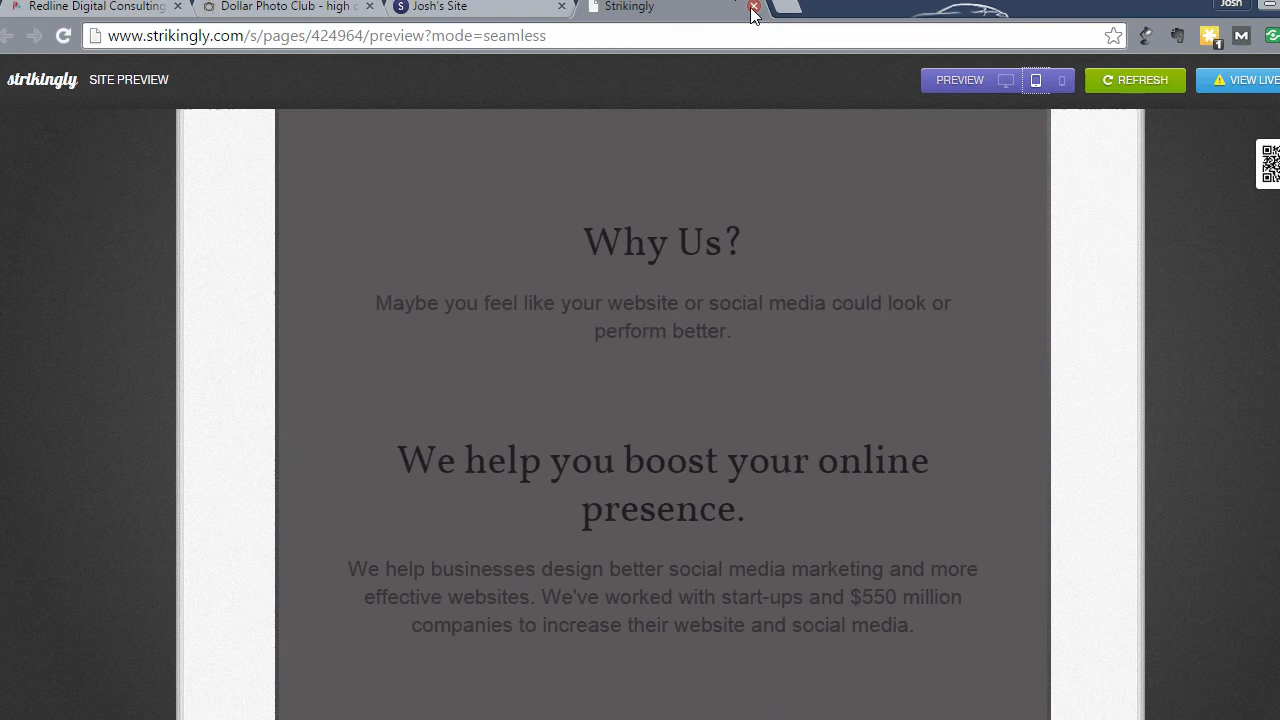 Redline Digital Consulting
Dollar Photo Club - high c
S
Josh's Site
Strikingly
Josh
www.strikingly.com/s/pages/424964/preview?mode=seamless
1
M
strikingly
SITE PREVIEW
PREVIEW
REFRESH
VIEW LIVE
Why Us?
Maybe you feel like your website or social media could look or
perform better.
We help you boost your online
presence.
We help businesses design better social media marketing and more
effective websites. We've worked with start-ups and $550 million
companies to increase their website and social media.